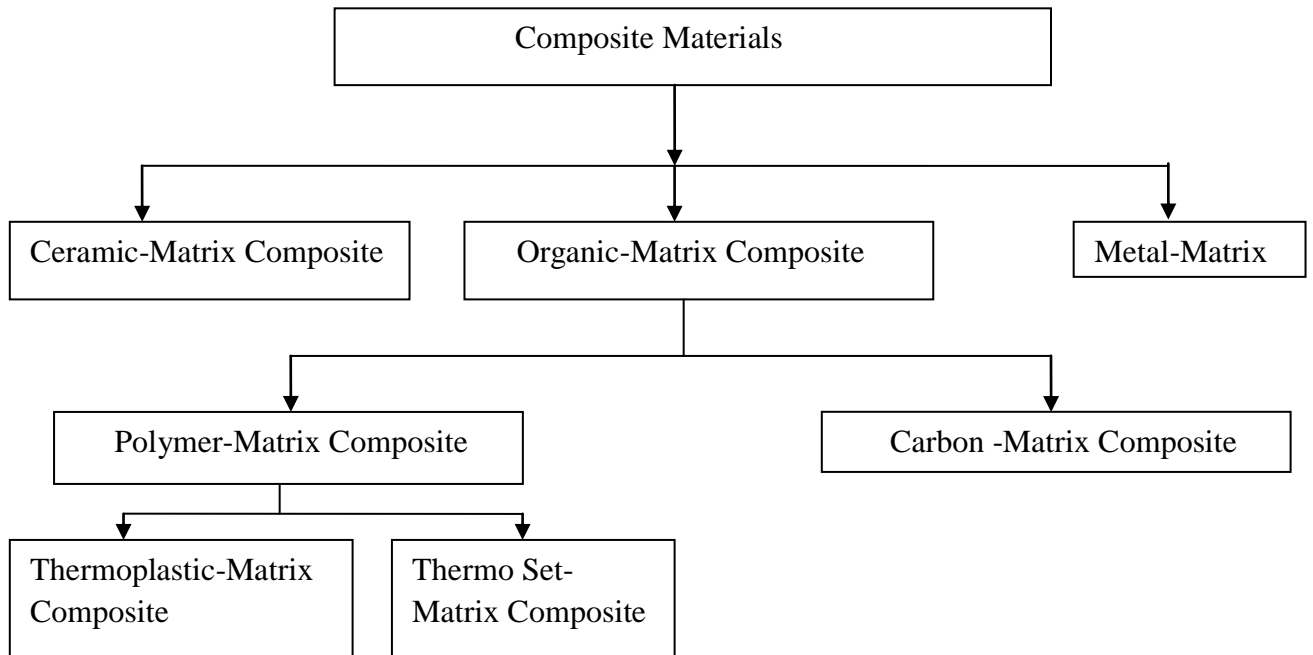 Composite Materials
Ceramic-Matrix Composite
Organic-Matrix Composite
Metal-Matrix
Polymer-Matrix Composite
Carbon -Matrix Composite
Thermoplastic-Matrix
Composite
Thermo Set-
Matrix Composite